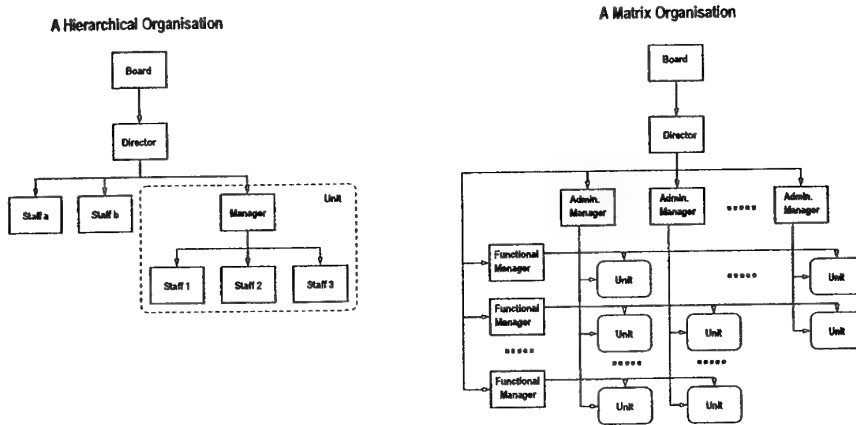 A Hierarchical Organisation
Board
Director
Staff a
Staff b
Unit
Manager
Staff 1
Staff 2
Staff 3
A Matrix Organisation
Board
Director
Admin.
Manager
Admin.
Manager
.....
Admin.
Manager
Functional
Manager
Unit
.....
Unit
Functional
Manager
Unit
Unit
Unit
.....
.....
.....
Functional
Manager
Unit
Unit